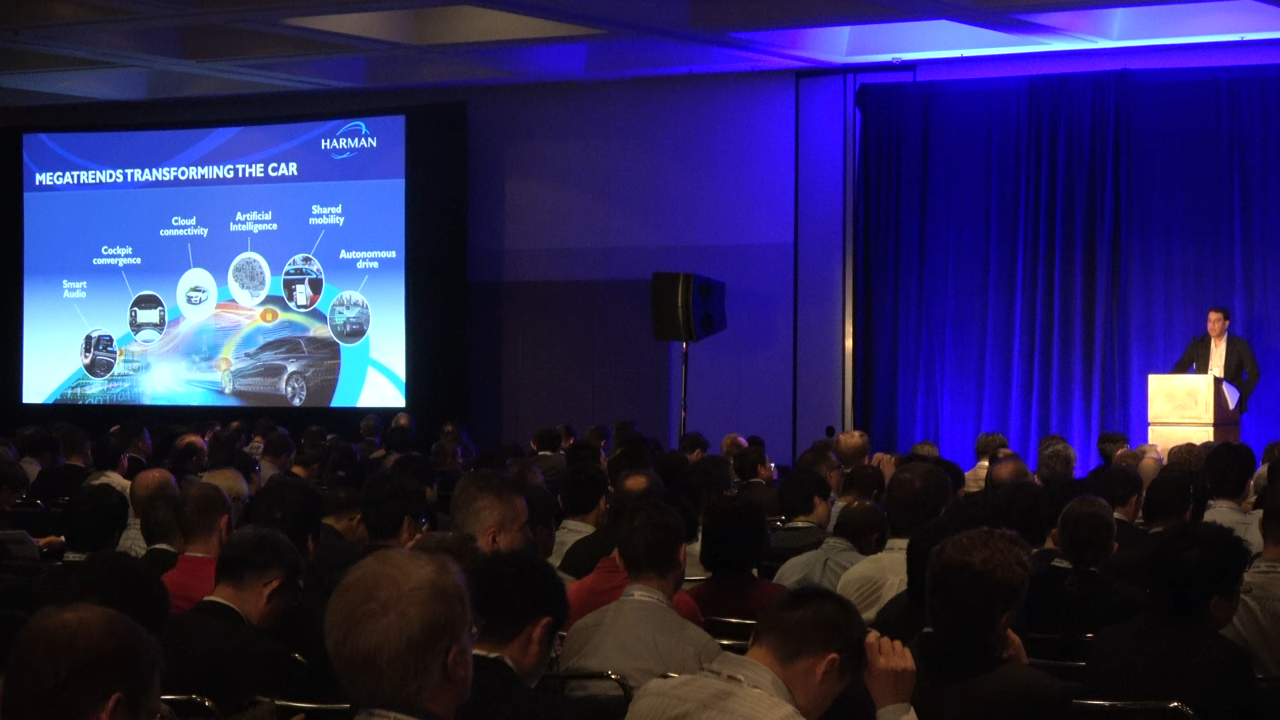 HARMAN
MEGATRENDS TRANSFORMING THE CAR
Smart
Audio
Cockpit
convergence
Cloud
connectivity
Artificial
Intelligence
Shared
mobility
Autonomous
drive